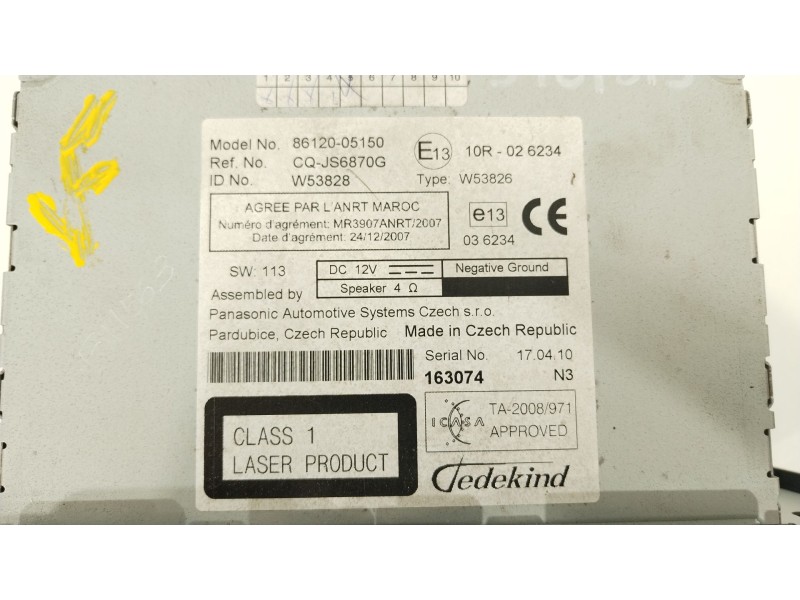 1 2 3 4 5 6 7 8 9 10
Model No. 86120-05150
Ref. No. CQ-JS6870G
ID No. W53828
E13 10R - 02 6234
Type: W53826
AGREE PAR L'ANRT MAROC
Numéro d'agrément: MR3907ANRT/2007
Date d'agrément: 24/12/2007
e13
03 6234
CE
SW: 113
DC 12V
Negative Ground
Speaker 4 Ω
Assembled by
Panasonic Automotive Systems Czech s.r.o.
Pardubice, Czech Republic Made in Czech Republic
Serial No. 17.04.10
163074 N3
CLASS 1
LASER PRODUCT
ICASA
TA-2008/971
APPROVED
Tedekind